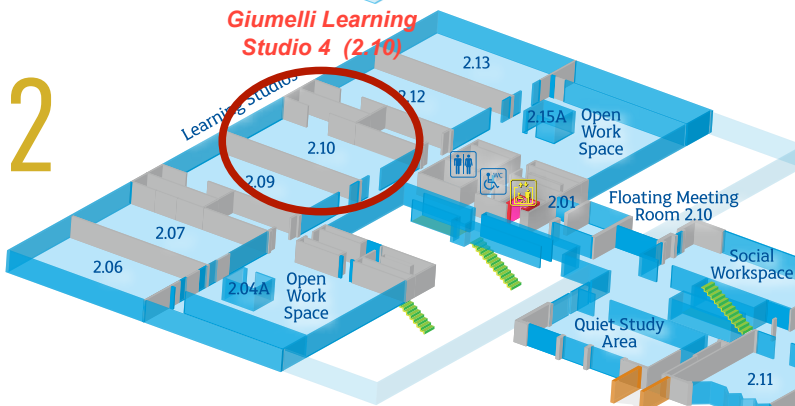 Giumelli Learning
Studio 4 (2.10)
2
Learning Studios
2.13
2.12
2.10
2.09
2.07
2.06
2.15A
Open
Work
Space
WC
2.01
Floating Meeting
Room 2.10
2.04A
Open
Work
Space
Social
Workspace
Quiet Study
Area
2.11